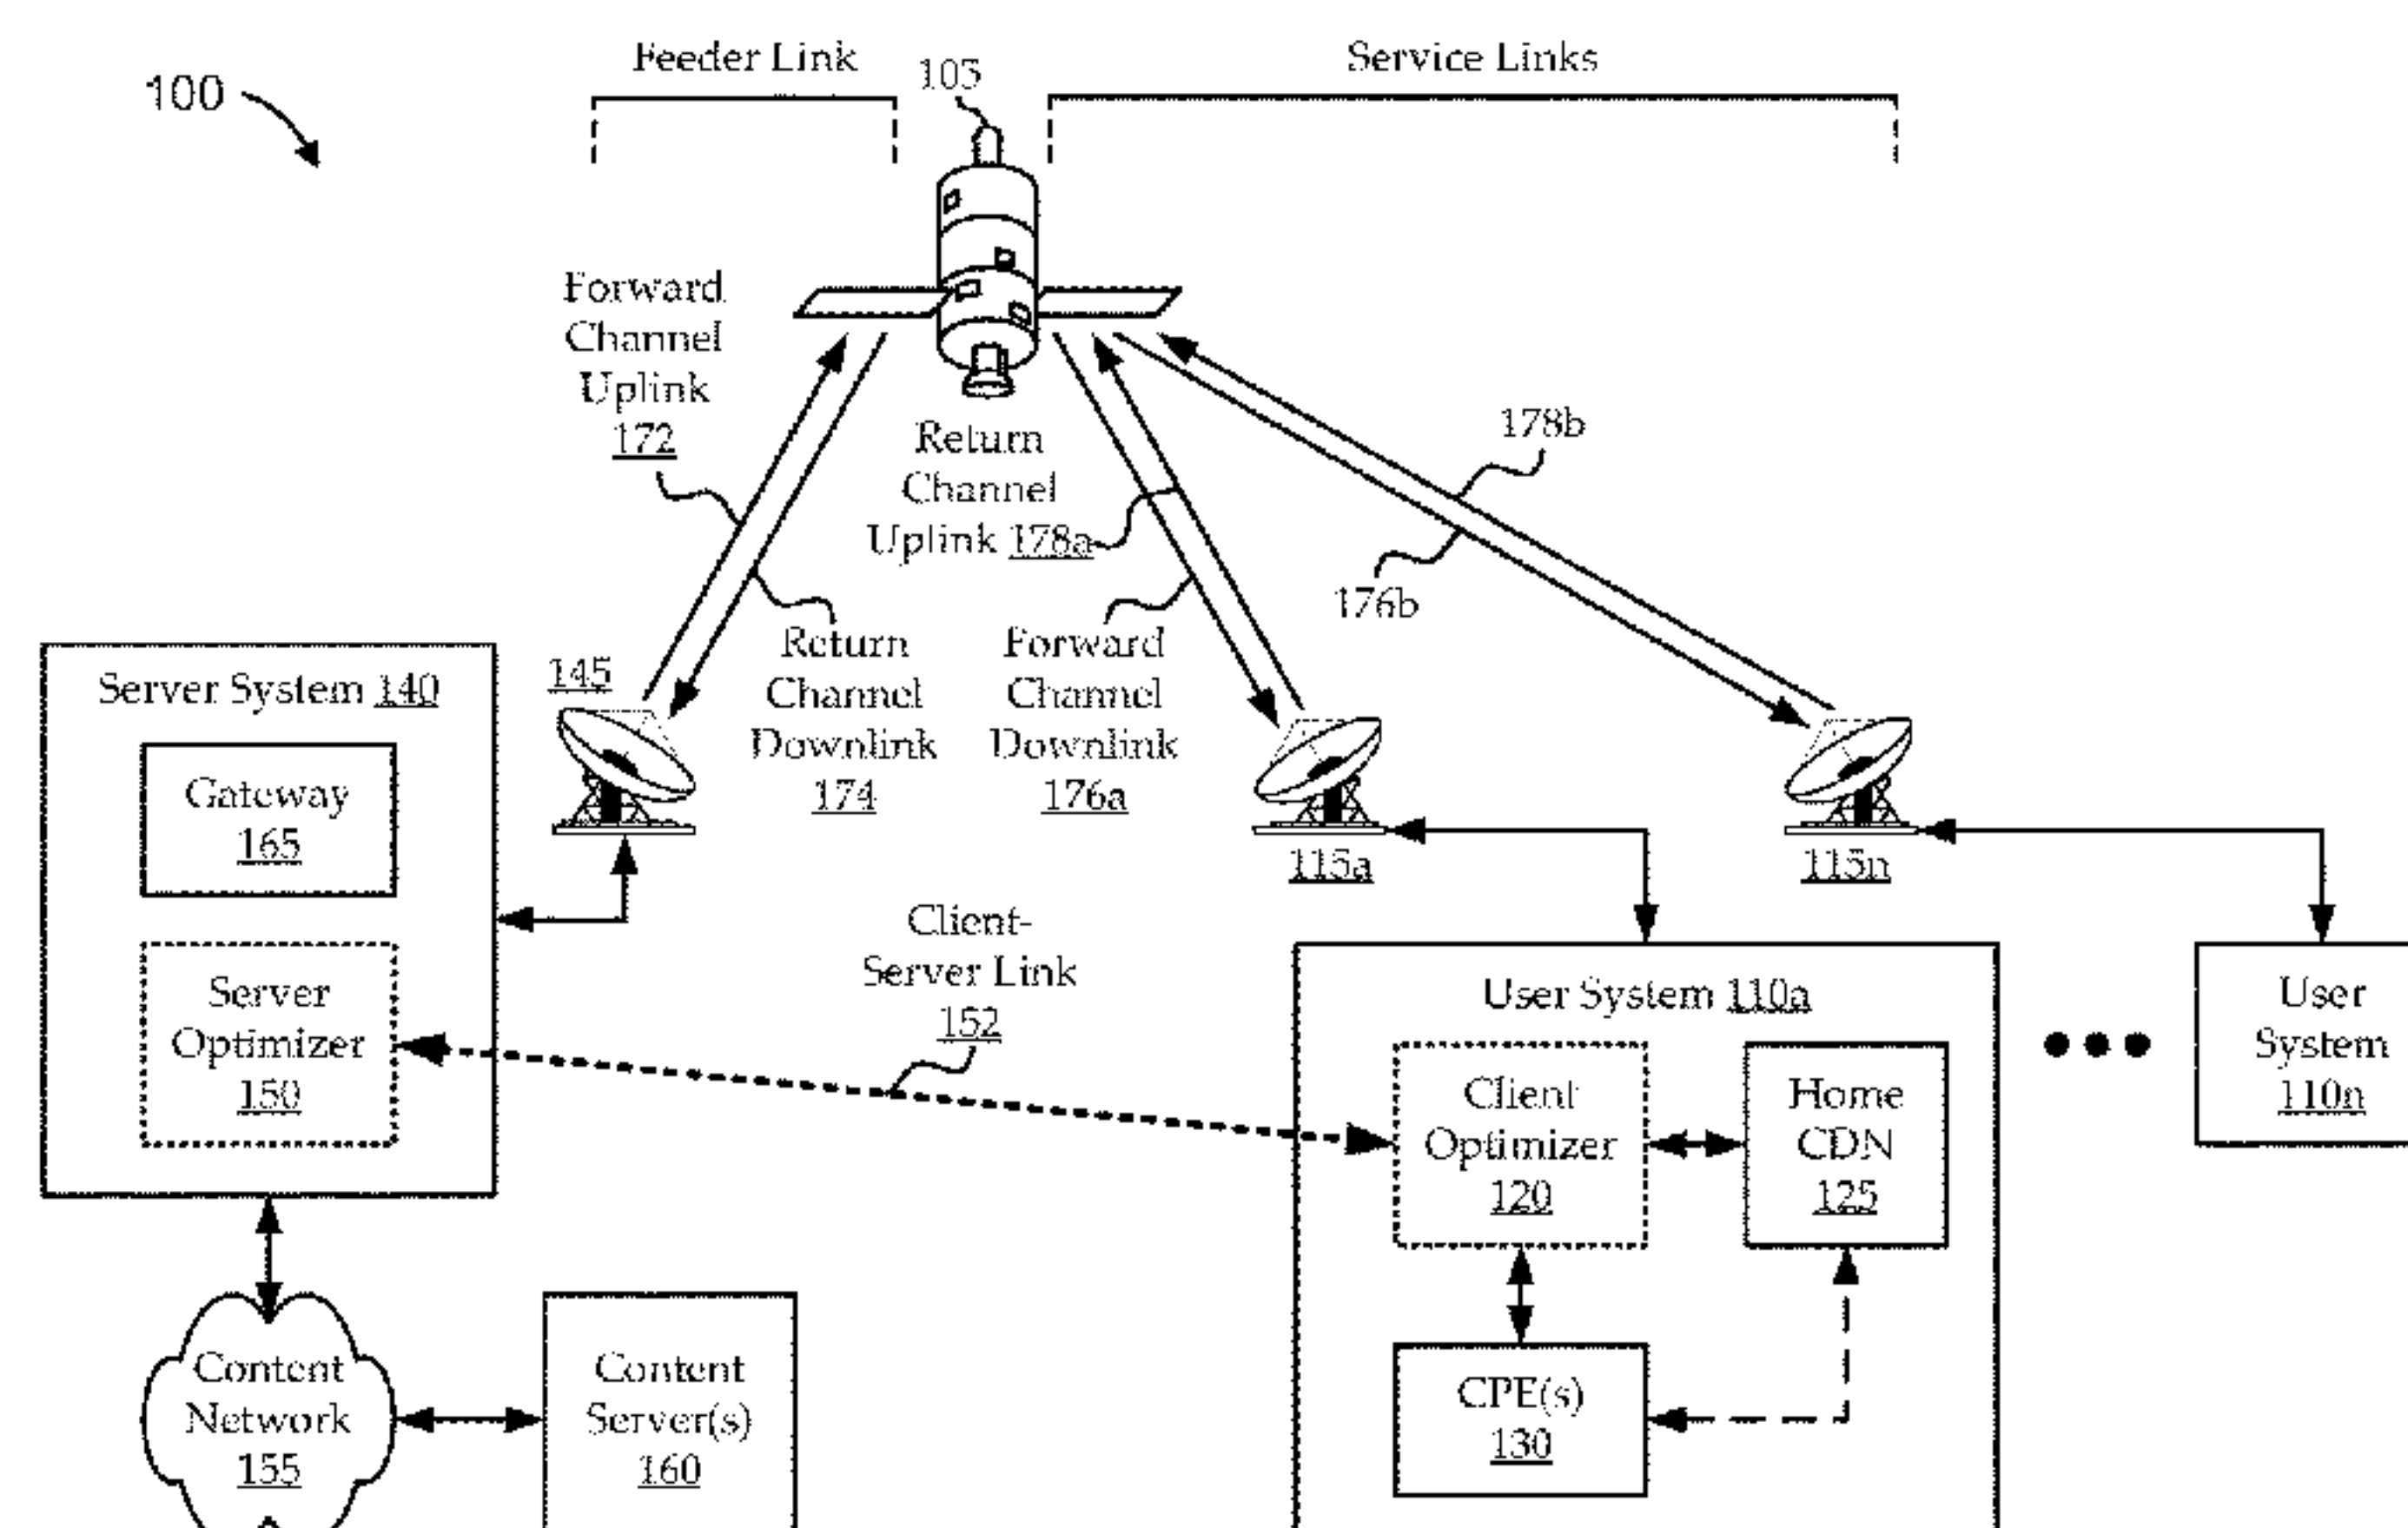 100
Feeder Link
105
Service Links
Forward
Channel
Uplink
172
Return
Channel
Uplink 178a
178b
176b
Return
Channel
Downlink
174
Forward
Channel
Downlink
176a
145
115a
115n
Server System 140
Gateway
165
Server
Optimizer
150
Client-
Server Link
152
User System 110a
Client
Optimizer
120
Home
CDN
125
CPE(s)
130
User
System
110n
Content
Network
155
Content
Server(s)
160